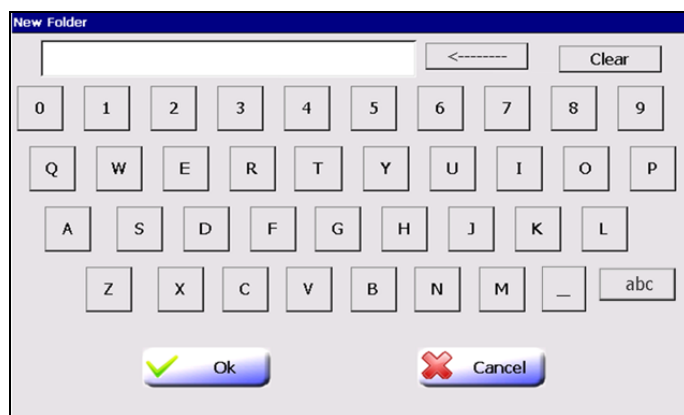 New Folder
<-------- Clear
0 1 2 3 4 5 6 7 8 9
Q W E R T Y U I O P
A S D F G H J K L
Z X C V B N M _ abc
Ok Cancel